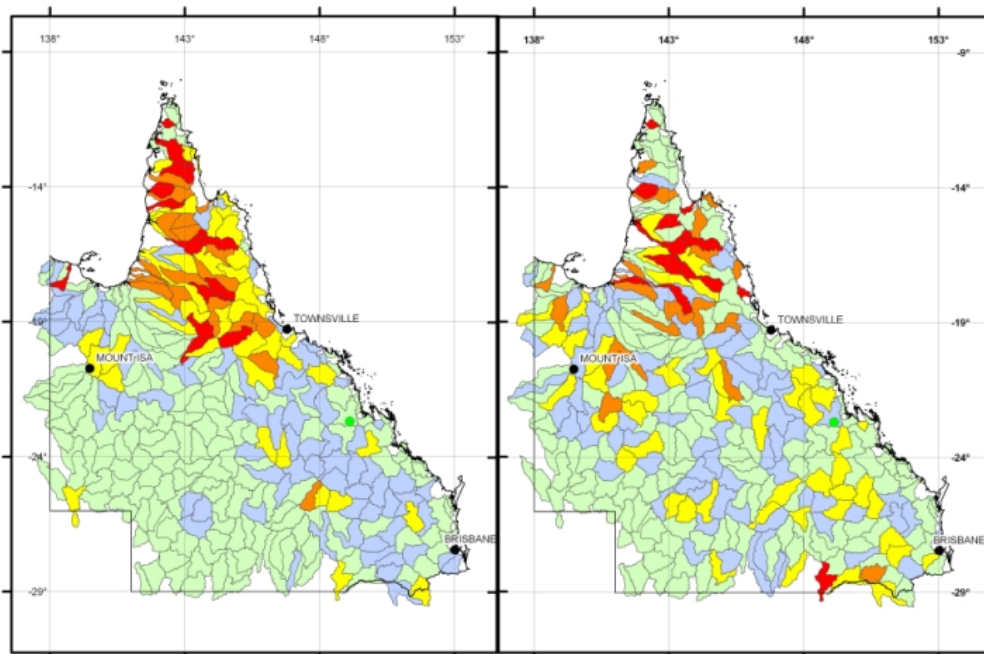 138° 143° 148° 153° 138° 143° 148° 153°
-9°
-14° -14°
TOWNSVILLE TOWNSVILLE
-19° -19°
MOUNT ISA MOUNT ISA
-24° -24°
BRISBANE BRISBANE
-29° -29°